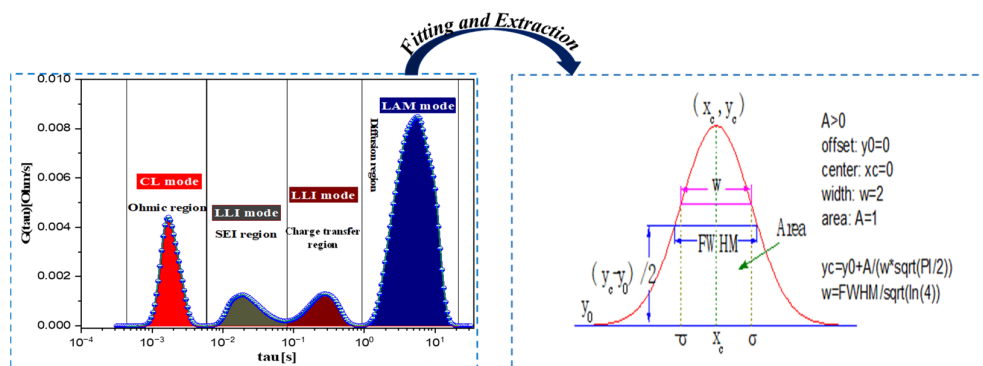 Fitting and Extraction
G(tau)[Ohm/s]
0.010
0.008
0.006
0.004
0.002
0.000
10⁻⁴
10⁻³
10⁻²
10⁻¹
10⁰
10¹
tau[s]
CL mode
Ohmic region
LLI mode
SEI region
LLI mode
Charge transfer
region
Diffusion region
LAM mode
(x_c, y_c)
w
FWHM
Area
(y_c-y_0)/2
y_0
-σ
x_c
σ
A>0
offset: y0=0
center: xc=0
width: w=2
area: A=1
yc=y0+A/(w*sqrt(PI/2))
w=FWHM/sqrt(ln(4))